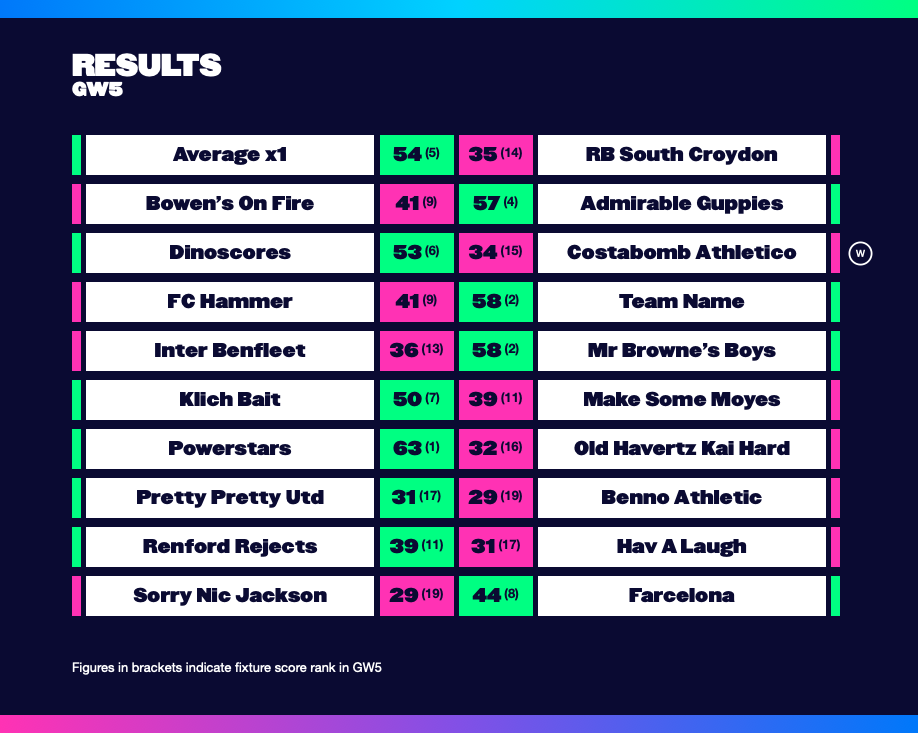 RESULTS
GW5
Average x1 54 (5) 35 (14) RB South Croydon
Bowen's On Fire 41 (9) 57 (4) Admirable Guppies
Dinoscores 53 (6) 34 (15) Costabomb Athletico W
FC Hammer 41 (9) 58 (2) Team Name
Inter Benfleet 36 (13) 58 (2) Mr Browne's Boys
Klich Bait 50 (7) 39 (11) Make Some Moyes
Powerstars 63 (1) 32 (16) Old Havertz Kai Hard
Pretty Pretty Utd 31 (17) 29 (19) Benno Athletic
Renford Rejects 39 (11) 31 (17) Hav A Laugh
Sorry Nic Jackson 29 (19) 44 (8) Farcelona
Figures in brackets indicate fixture score rank in GW5